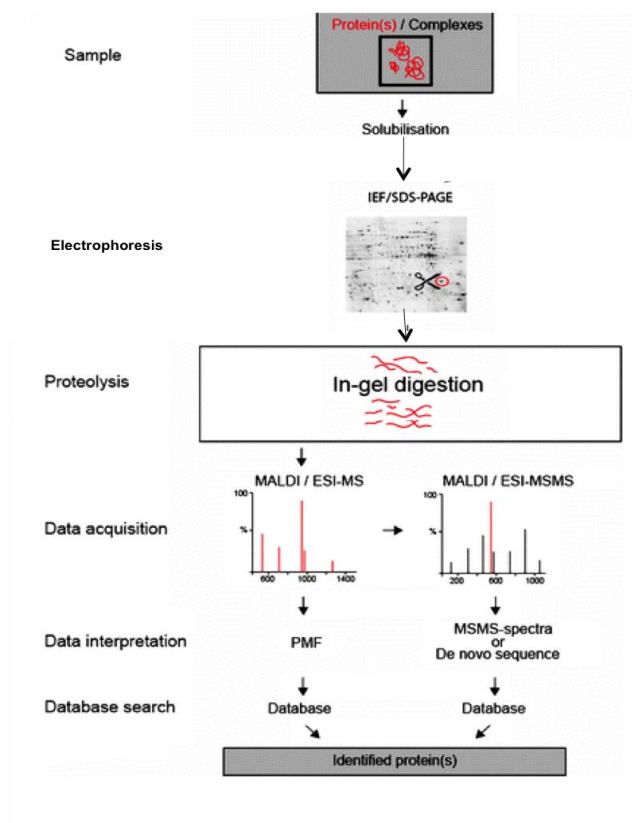 Protein(s) / Complexes
Sample
Solubilisation
IEF/SDS-PAGE
Electrophoresis
Proteolysis
In-gel digestion
MALDI / ESI-MS
MALDI / ESI-MSMS
100
100
Data acquisition
%
%
600 1000 1400
200 600 1000
Data interpretation
PMF
MSMS-spectra
or
De novo sequence
Database search
Database
Database
Identified protein(s)